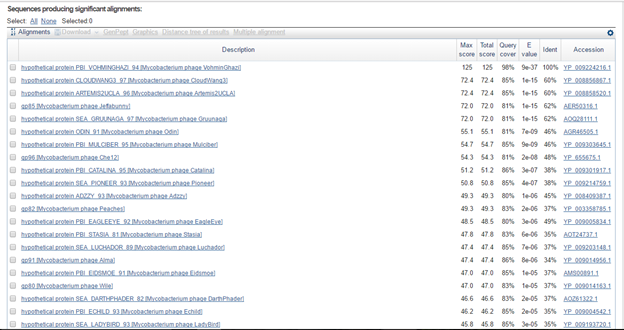 Sequences producing significant alignments:
Select: All None Selected:0
Alignments Download GenPept Graphics Distance tree of results Multiple alignment
Description Max score Total score Query cover E value Ident Accession
hypothetical protein PBI_VOHMINGHAZI_94 [Mycobacterium phage VohminGhazi] 125 125 98% 9e-37 100% YP_009224216.1
hypothetical protein CLOUDWANG3_97 [Mycobacterium phage CloudWang3] 72.4 72.4 85% 1e-15 60% YP_008856867.1
hypothetical protein ARTEMIS2UCLA_96 [Mycobacterium phage Artemis2UCLA] 72.4 72.4 85% 1e-15 60% YP_008858520.1
gp85 [Mycobacterium phage Jeffabunny] 72.0 72.0 81% 1e-15 62% AER50316.1
hypothetical protein SEA_GRUUNAGA_97 [Mycobacterium phage Gruunaga] 72.0 72.0 81% 1e-15 62% AOQ28111.1
hypothetical protein ODIN_91 [Mycobacterium phage Odin] 55.1 55.1 81% 7e-09 46% AGR46505.1
hypothetical protein PBI_MULCIBER_95 [Mycobacterium phage Mulciber] 54.7 54.7 85% 9e-09 46% YP_009303645.1
gp96 [Mycobacterium phage Che12] 54.3 54.3 81% 2e-08 48% YP_655675.1
hypothetical protein PBI_CATALINA_95 [Mycobacterium phage Catalina] 51.2 51.2 86% 3e-07 38% YP_009301917.1
hypothetical protein SEA_PIONEER_93 [Mycobacterium phage Pioneer] 50.8 50.8 85% 4e-07 38% YP_009214759.1
hypothetical protein ADZZY_93 [Mycobacterium phage Adzzy] 49.3 49.3 80% 1e-06 45% YP_008409387.1
gp82 [Mycobacterium phage Peaches] 49.3 49.3 83% 2e-06 37% YP_003358785.1
hypothetical protein PBI_EAGLEEYE_92 [Mycobacterium phage EagleEye] 48.5 48.5 80% 3e-06 49% YP_009005834.1
hypothetical protein PBI_STASIA_81 [Mycobacterium phage Stasia] 47.8 47.8 83% 6e-06 35% AOT24737.1
hypothetical protein SEA_LUCHADOR_89 [Mycobacterium phage Luchador] 47.4 47.4 85% 7e-06 37% YP_009203148.1
gp91 [Mycobacterium phage Alma] 47.4 47.4 86% 8e-06 34% YP_009014956.1
hypothetical protein PBI_EIDSMOE_91 [Mycobacterium phage Eidsmoe] 47.0 47.0 85% 1e-05 37% AMS00891.1
gp80 [Mycobacterium phage Wile] 47.0 47.0 83% 1e-05 37% YP_009014163.1
hypothetical protein SEA_DARTHPHADER_82 [Mycobacterium phage DarthPhader] 46.6 46.6 83% 2e-05 37% AOZ61322.1
hypothetical protein PBI_ECHILD_93 [Mycobacterium phage Echild] 46.2 46.2 85% 2e-05 35% YP_009004542.1
hypothetical protein SEA_LADYBIRD_93 [Mycobacterium phage LadyBird] 45.8 45.8 85% 3e-05 35% YP_009193720.1